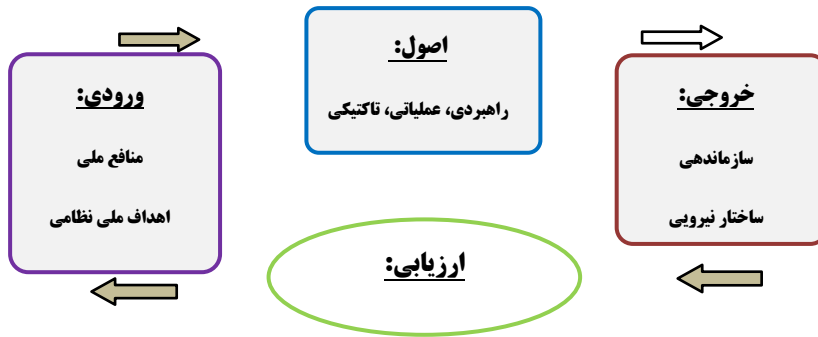 ورودی:
منافع ملی
اهداف ملی نظامی
اصول:
راهبردی، عملیاتی، تاکتیکی
خروجی:
سازماندهی
ساختار نیرویی
ارزیابی: